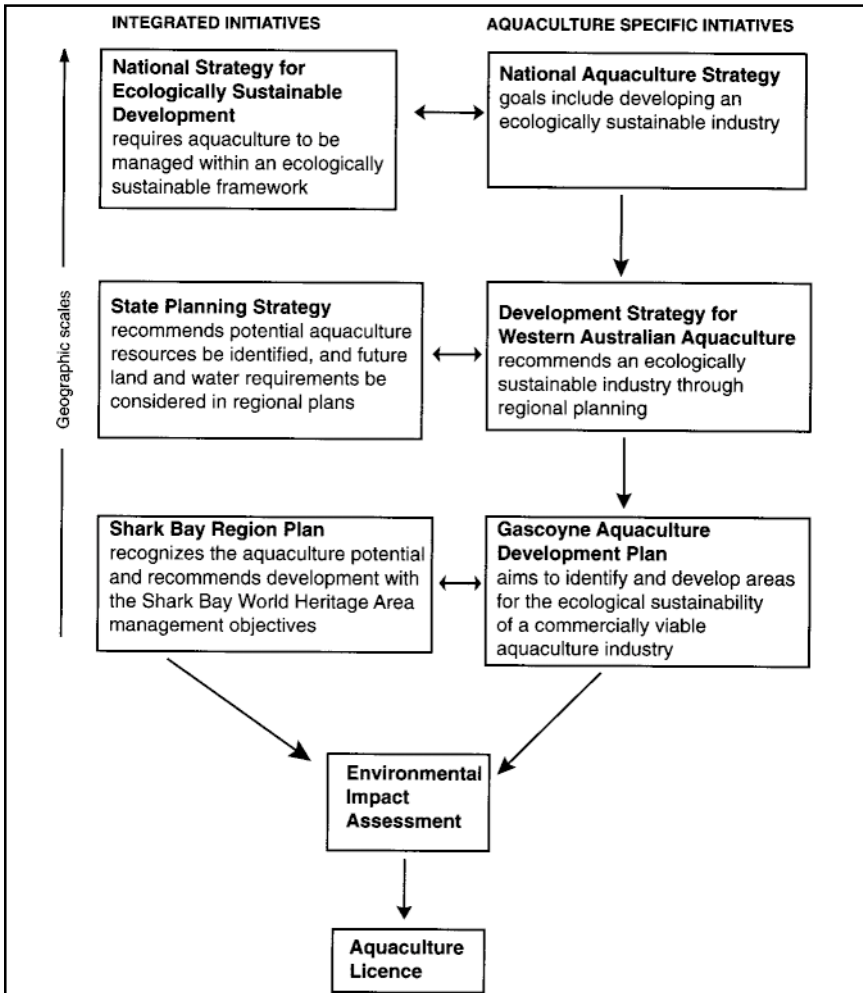 INTEGRATED INITIATIVES
AQUACULTURE SPECIFIC INTIATIVES
National Strategy for
Ecologically Sustainable
Development
requires aquaculture to be
managed within an ecologically
sustainable framework
National Aquaculture Strategy
goals include developing an
ecologically sustainable industry
Geographic scales
State Planning Strategy
recommends potential aquaculture
resources be identified, and future
land and water requirements be
considered in regional plans
Development Strategy for
Western Australian Aquaculture
recommends an ecologically
sustainable industry through
regional planning
Shark Bay Region Plan
recognizes the aquaculture potential
and recommends development with
the Shark Bay World Heritage Area
management objectives
Gascoyne Aquaculture
Development Plan
aims to identify and develop areas
for the ecological sustainability
of a commercially viable
aquaculture industry
Environmental
Impact
Assessment
Aquaculture
Licence